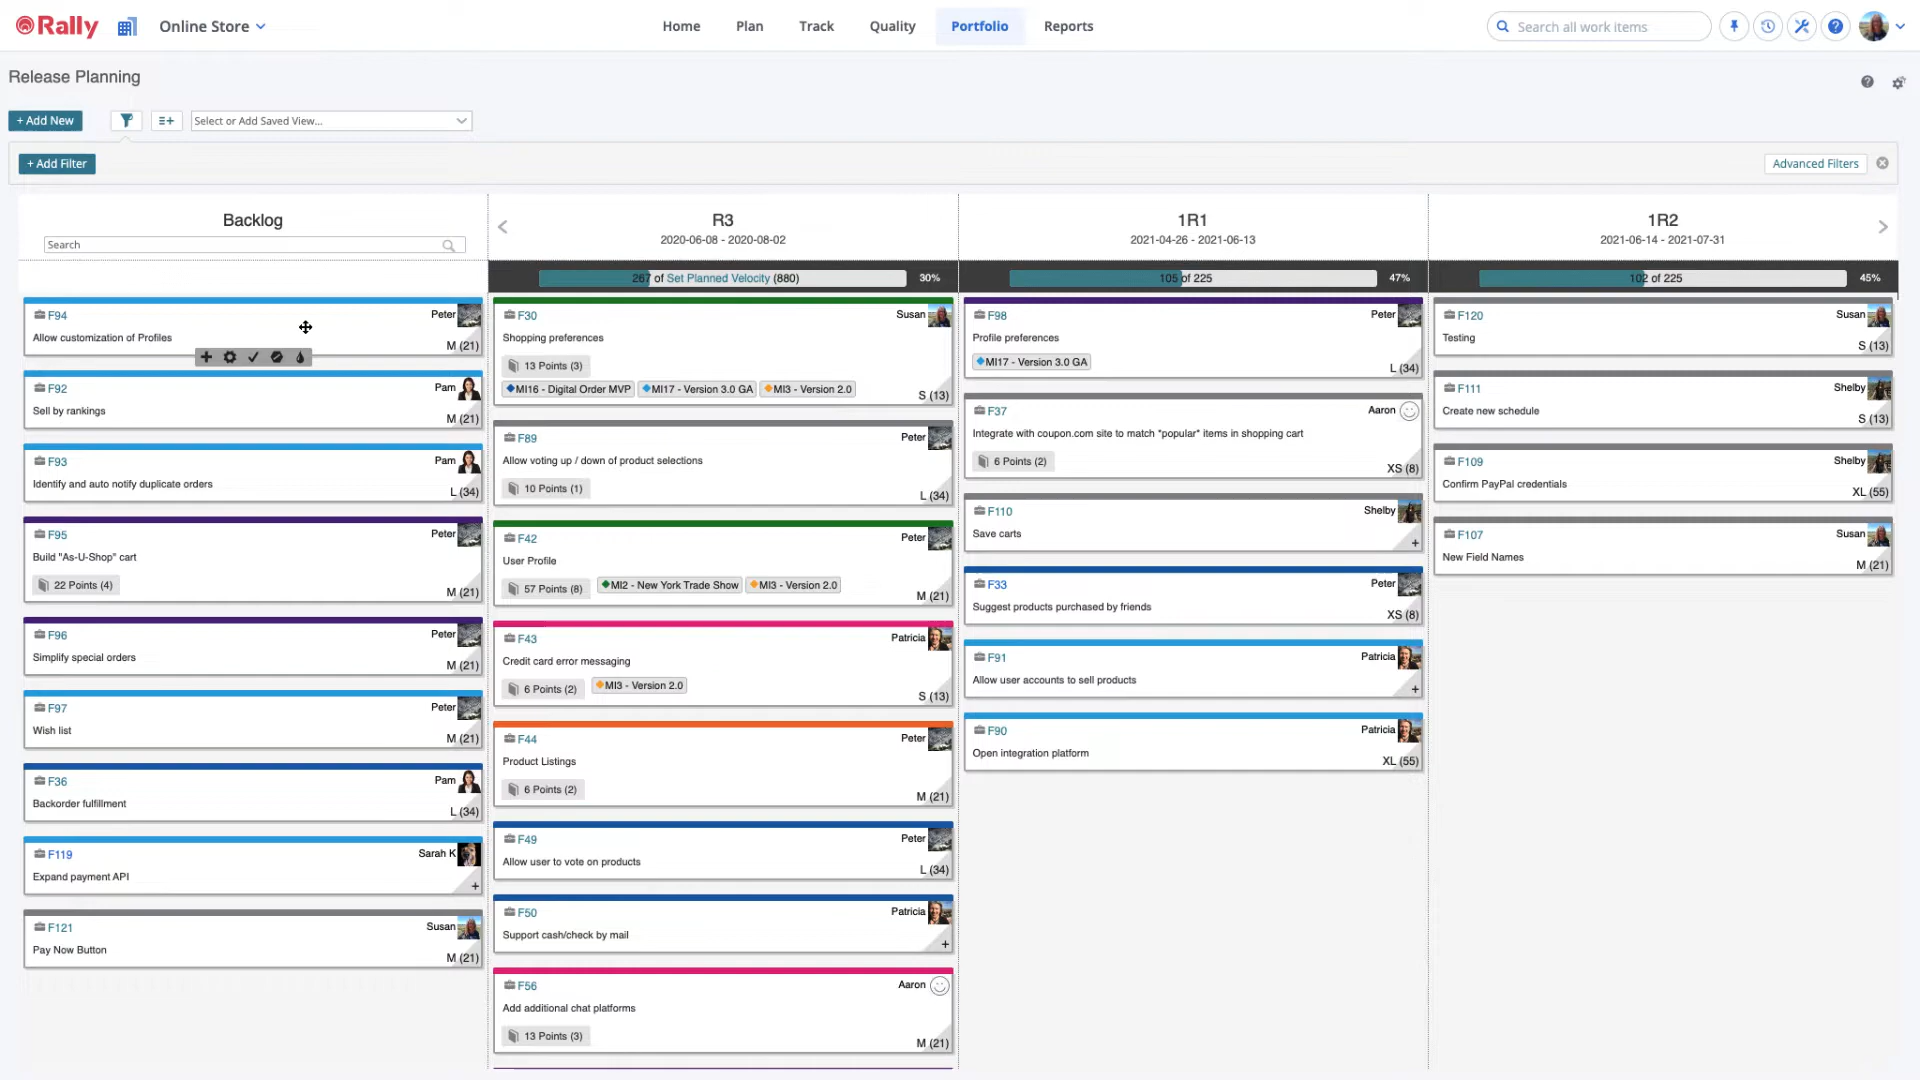 Rally
Online Store
Home
Plan
Track
Quality
Portfolio
Reports
Search all work items
Release Planning
+ Add New
Select or Add Saved View...
+ Add Filter
Advanced Filters
Backlog
Search
F94
Peter
Allow customization of Profiles
M (21)
F92
Pam
Sell by rankings
M (21)
F93
Pam
Identify and auto notify duplicate orders
L (34)
F95
Peter
Build "As-U-Shop" cart
22 Points (4)
M (21)
F96
Peter
Simplify special orders
M (21)
F97
Peter
Wish list
M (21)
F36
Pam
Backorder fulfillment
L (34)
F119
Sarah K
Expand payment API
+
F121
Susan
Pay Now Button
M (21)
R3
2020-06-08 - 2020-08-02
267 of Set Planned Velocity (880)
30%
F30
Susan
Shopping preferences
13 Points (3)
MI16 - Digital Order MVP
MI17 - Version 3.0 GA
MI3 - Version 2.0
S (13)
F89
Peter
Allow voting up / down of product selections
10 Points (1)
L (34)
F42
Peter
User Profile
57 Points (8)
MI2 - New York Trade Show
MI3 - Version 2.0
M (21)
F43
Patricia
Credit card error messaging
6 Points (2)
MI3 - Version 2.0
S (13)
F44
Peter
Product Listings
6 Points (2)
M (21)
F49
Peter
Allow user to vote on products
L (34)
F50
Patricia
Support cash/check by mail
+
F56
Aaron
Add additional chat platforms
13 Points (3)
M (21)
1R1
2021-04-26 - 2021-06-13
105 of 225
47%
F98
Peter
Profile preferences
MI17 - Version 3.0 GA
L (34)
F37
Aaron
Integrate with coupon.com site to match *popular* items in shopping cart
6 Points (2)
XS (8)
F110
Shelby
Save carts
+
F33
Peter
Suggest products purchased by friends
XS (8)
F91
Patricia
Allow user accounts to sell products
+
F90
Patricia
Open integration platform
XL (55)
1R2
2021-06-14 - 2021-07-31
102 of 225
45%
F120
Susan
Testing
S (13)
F111
Shelby
Create new schedule
S (13)
F109
Shelby
Confirm PayPal credentials
XL (55)
F107
Susan
New Field Names
M (21)